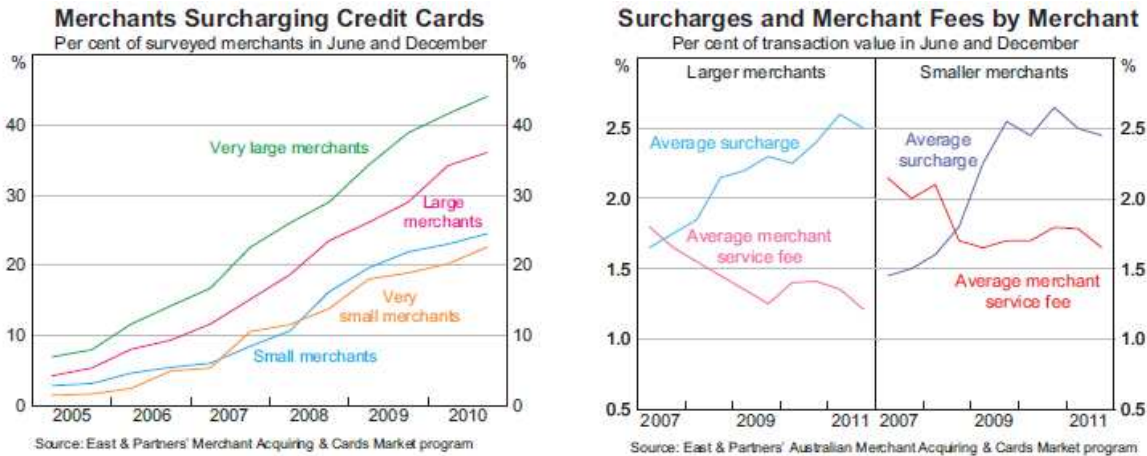 Merchants Surcharging Credit Cards
Per cent of surveyed merchants in June and December
% %
40 40
30 30
20 20
10 10
0 0
Very large merchants
Large
merchants
Very
small merchants
Small merchants
2005 2006 2007 2008 2009 2010
Source: East & Partners' Merchant Acquiring & Cards Market program
Surcharges and Merchant Fees by Merchant
Per cent of transaction value in June and December
% %
Larger merchants Smaller merchants
2.5 2.5
2.0 2.0
1.5 1.5
1.0 1.0
0.5 0.5
Average surcharge
Average merchant
service fee
Average
surcharge
Average merchant
service fee
2007 2009 2011 2007 2009 2011
Source: East & Partners' Australian Merchant Acquiring & Cards Market program